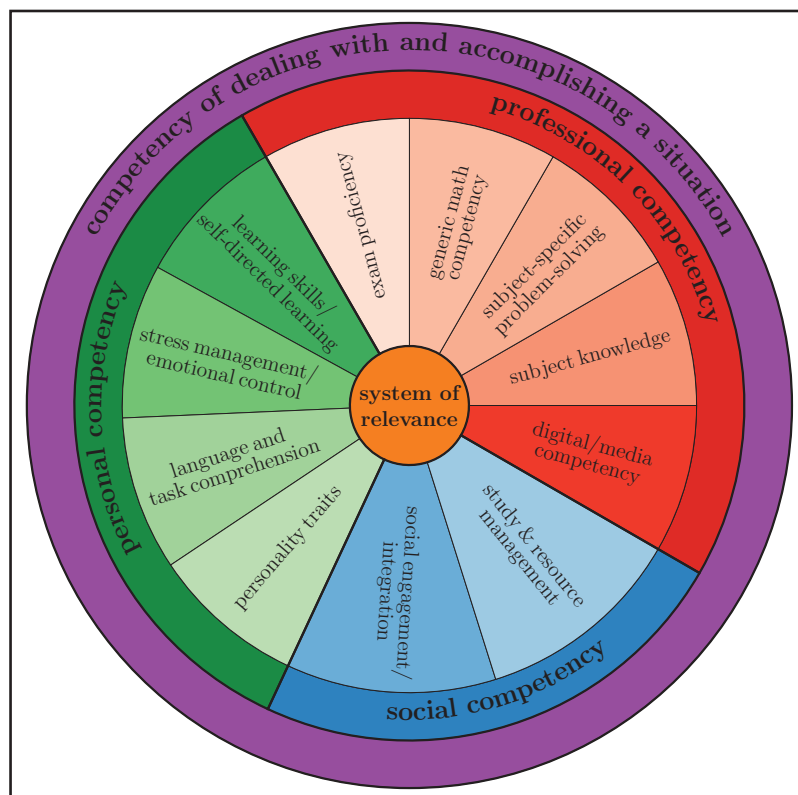 competency of dealing with and accomplishing a situation
professional competency
exam proficiency
generic math
competency
subject-specific
problem-solving
subject knowledge
digital/media
competency
social competency
study & resource
management
social engagement/
integration
personal competency
personality traits
language and
task comprehension
stress management/
emotional control
learning skills/
self-directed learning
system of
relevance